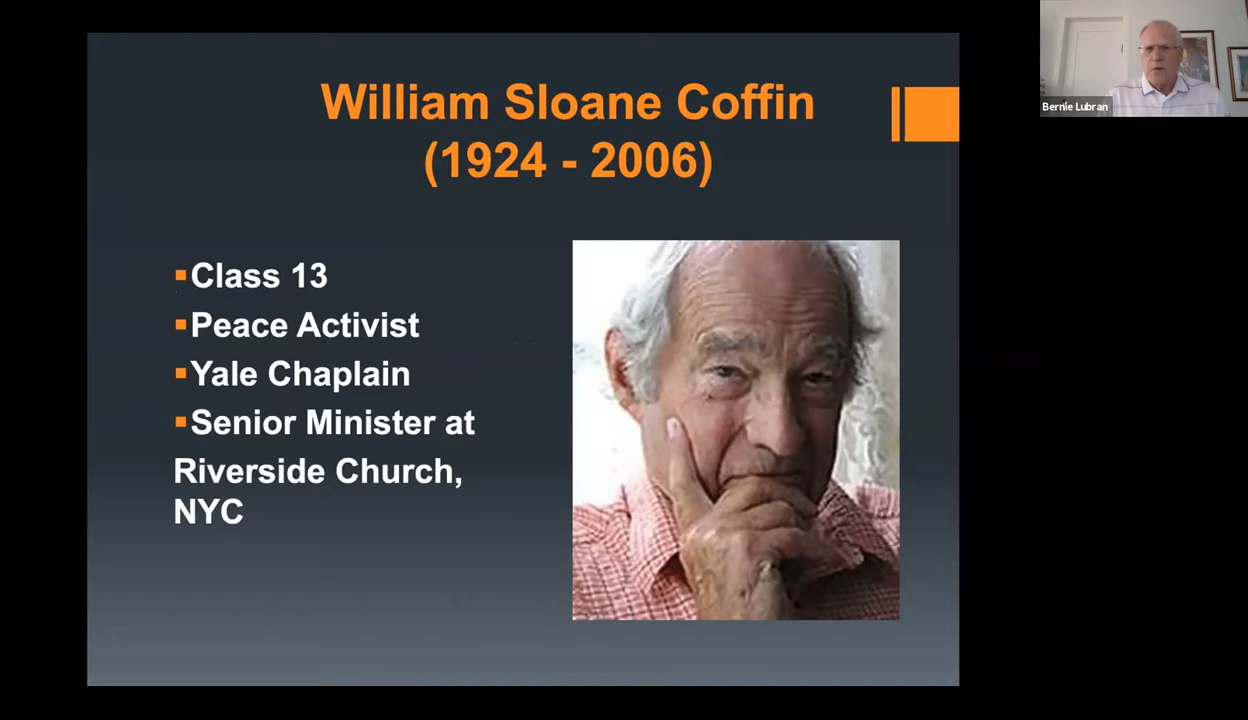 William Sloane Coffin
(1924 - 2006)
Class 13
Peace Activist
Yale Chaplain
Senior Minister at
Riverside Church,
NYC
Bernie Lubran